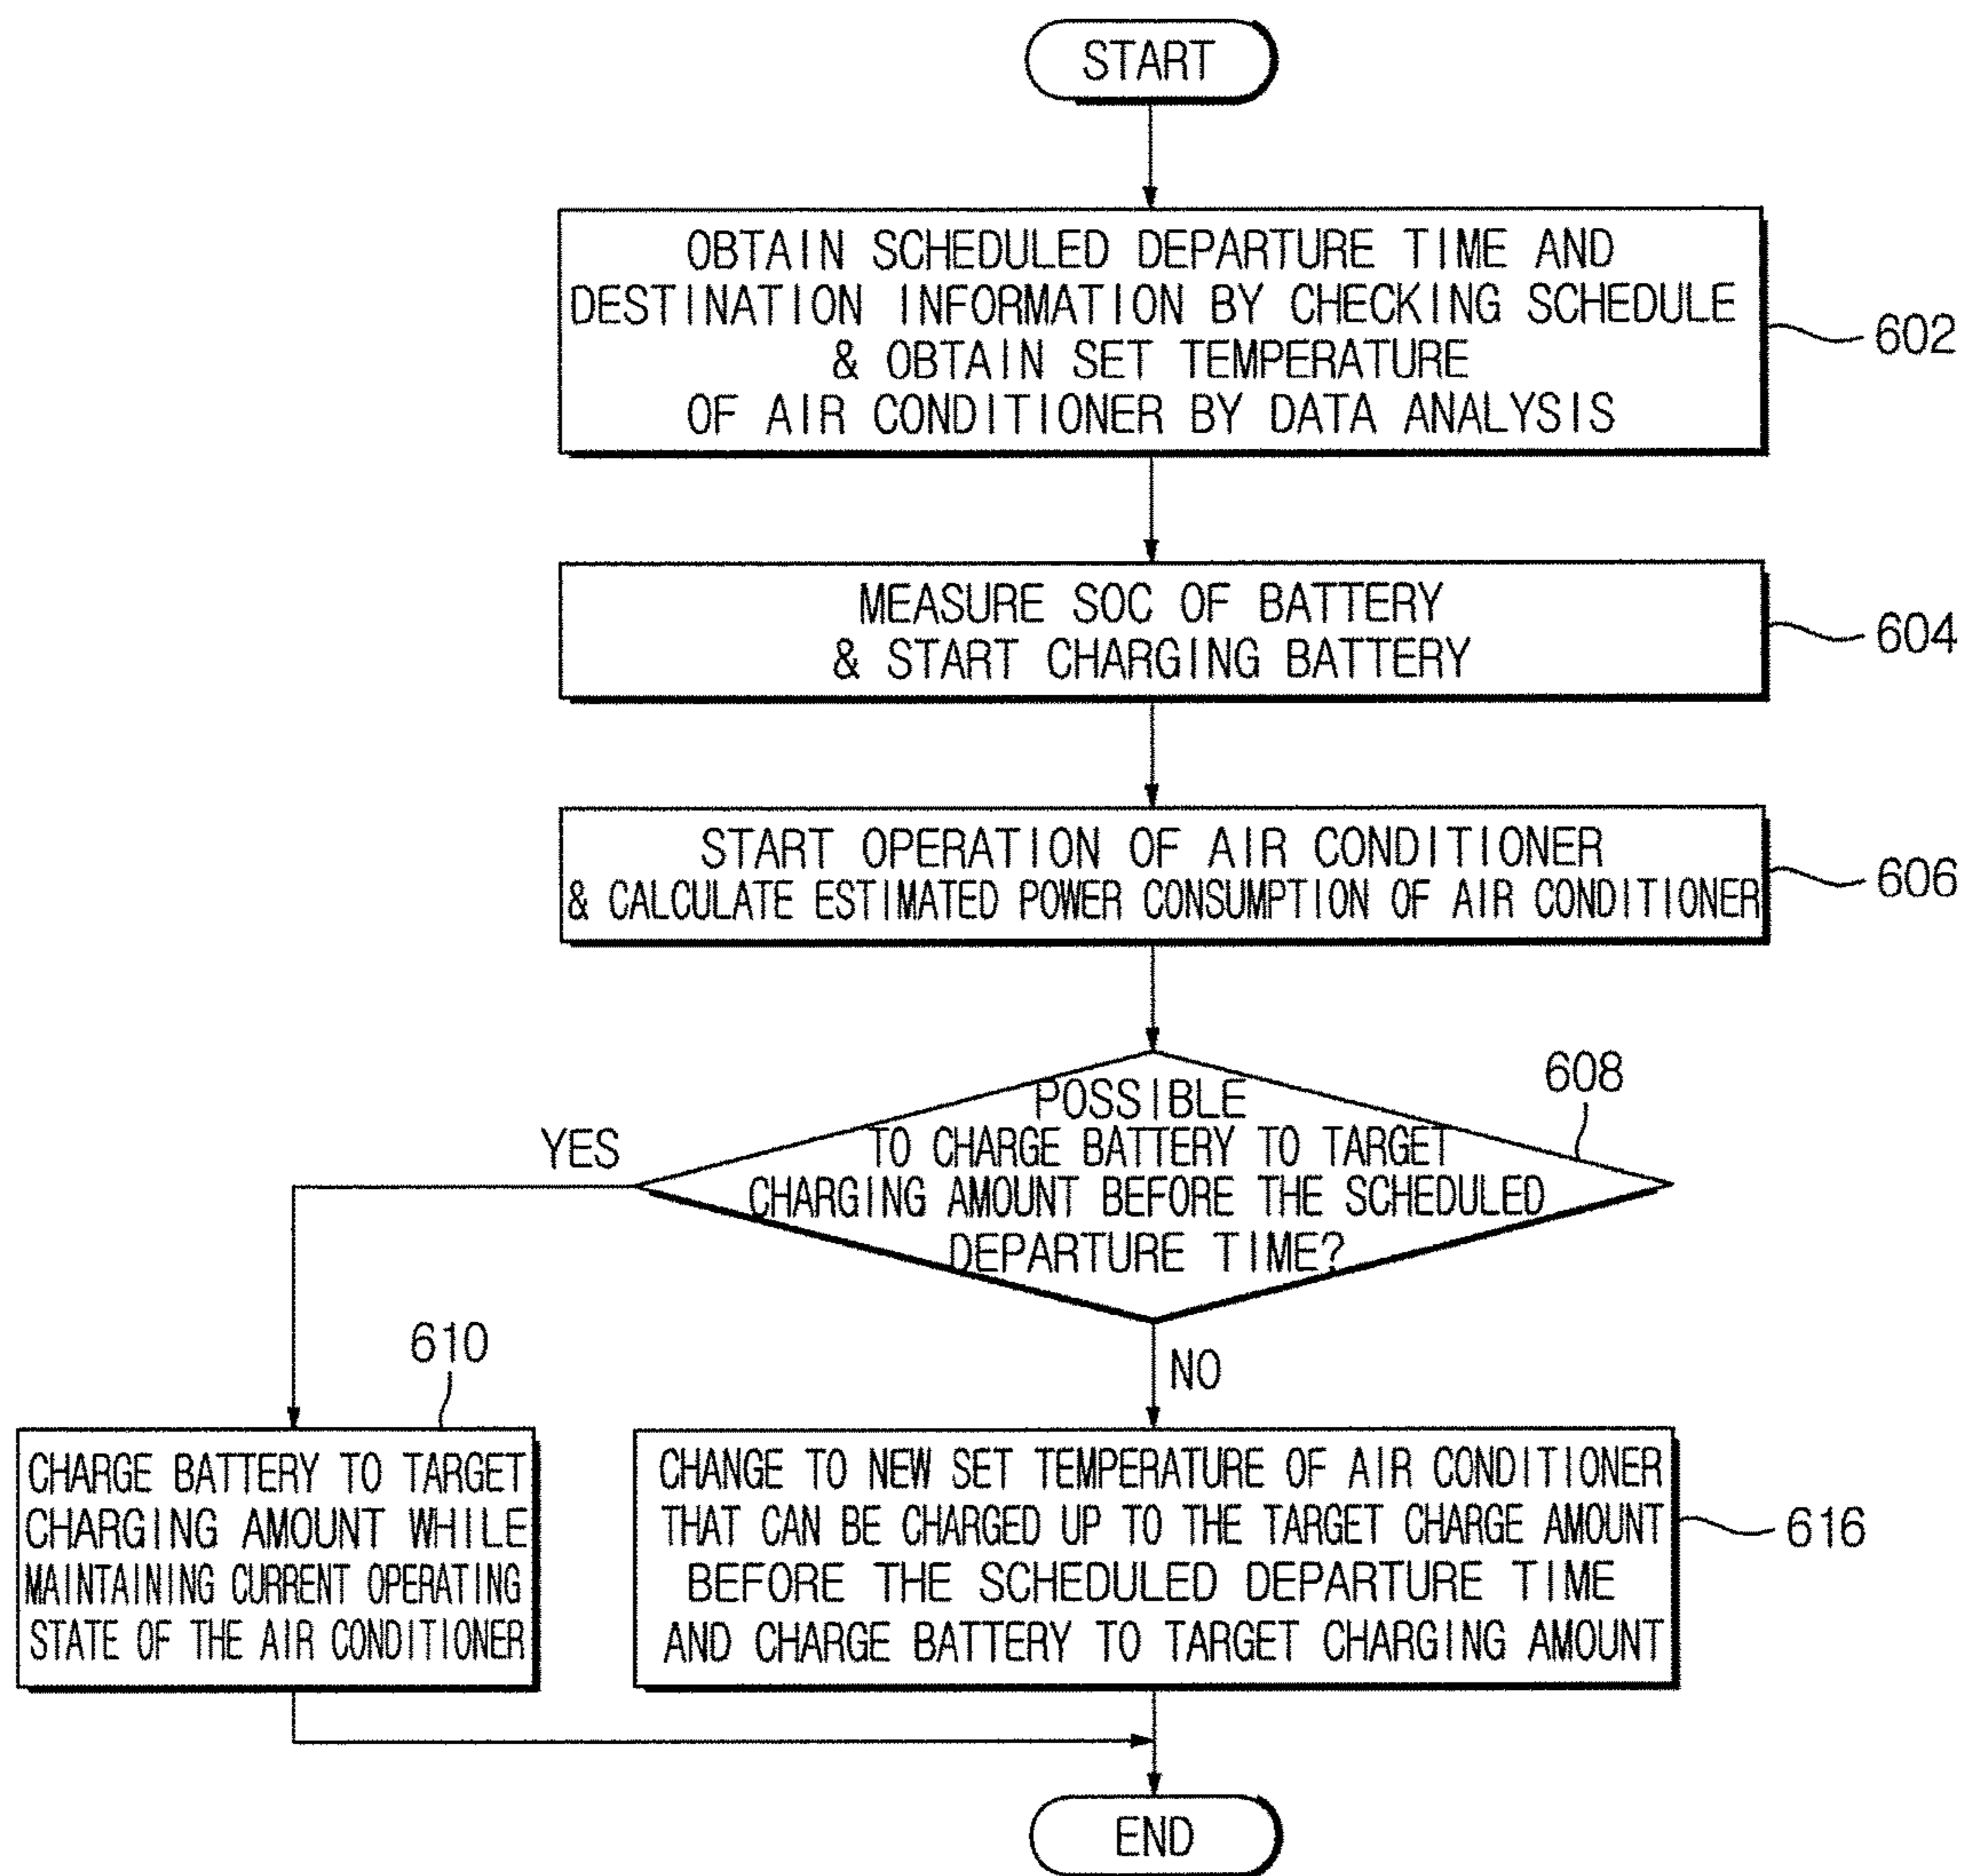 START
OBTAIN SCHEDULED DEPARTURE TIME AND
DESTINATION INFORMATION BY CHECKING SCHEDULE
& OBTAIN SET TEMPERATURE
OF AIR CONDITIONER BY DATA ANALYSIS
602
MEASURE SOC OF BATTERY
& START CHARGING BATTERY
604
START OPERATION OF AIR CONDITIONER
& CALCULATE ESTIMATED POWER CONSUMPTION OF AIR CONDITIONER
606
608
POSSIBLE
TO CHARGE BATTERY TO TARGET
CHARGING AMOUNT BEFORE THE SCHEDULED
DEPARTURE TIME?
YES
NO
610
CHARGE BATTERY TO TARGET
CHARGING AMOUNT WHILE
MAINTAINING CURRENT OPERATING
STATE OF THE AIR CONDITIONER
CHANGE TO NEW SET TEMPERATURE OF AIR CONDITIONER
THAT CAN BE CHARGED UP TO THE TARGET CHARGE AMOUNT
BEFORE THE SCHEDULED DEPARTURE TIME
AND CHARGE BATTERY TO TARGET CHARGING AMOUNT
616
END